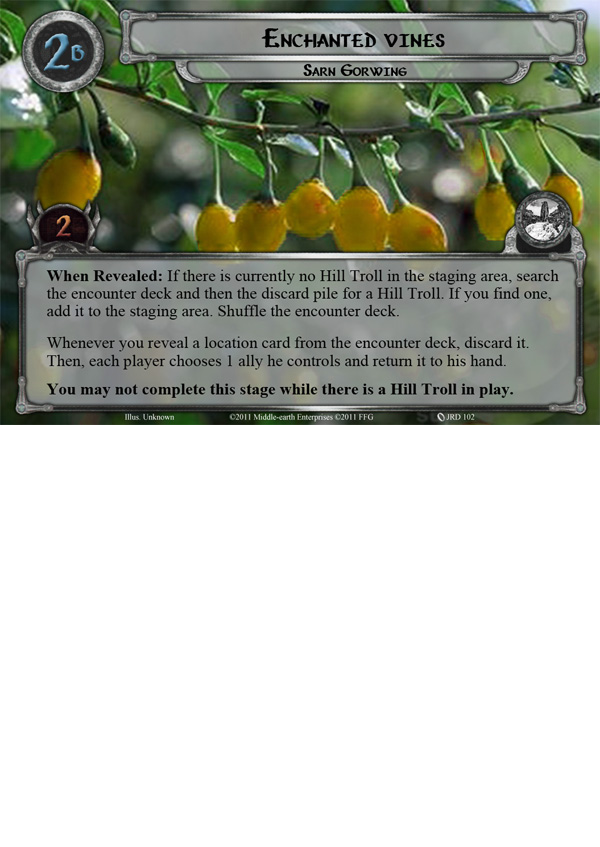 2B
Enchanted vines
Sarn Gorwing
2
When Revealed: If there is currently no Hill Troll in the staging area, search
the encounter deck and then the discard pile for a Hill Troll. If you find one,
add it to the staging area. Shuffle the encounter deck.
Whenever you reveal a location card from the encounter deck, discard it.
Then, each player chooses 1 ally he controls and return it to his hand.
You may not complete this stage while there is a Hill Troll in play.
Illus. Unknown ©2011 Middle-earth Enterprises ©2011 FFG JRD 102